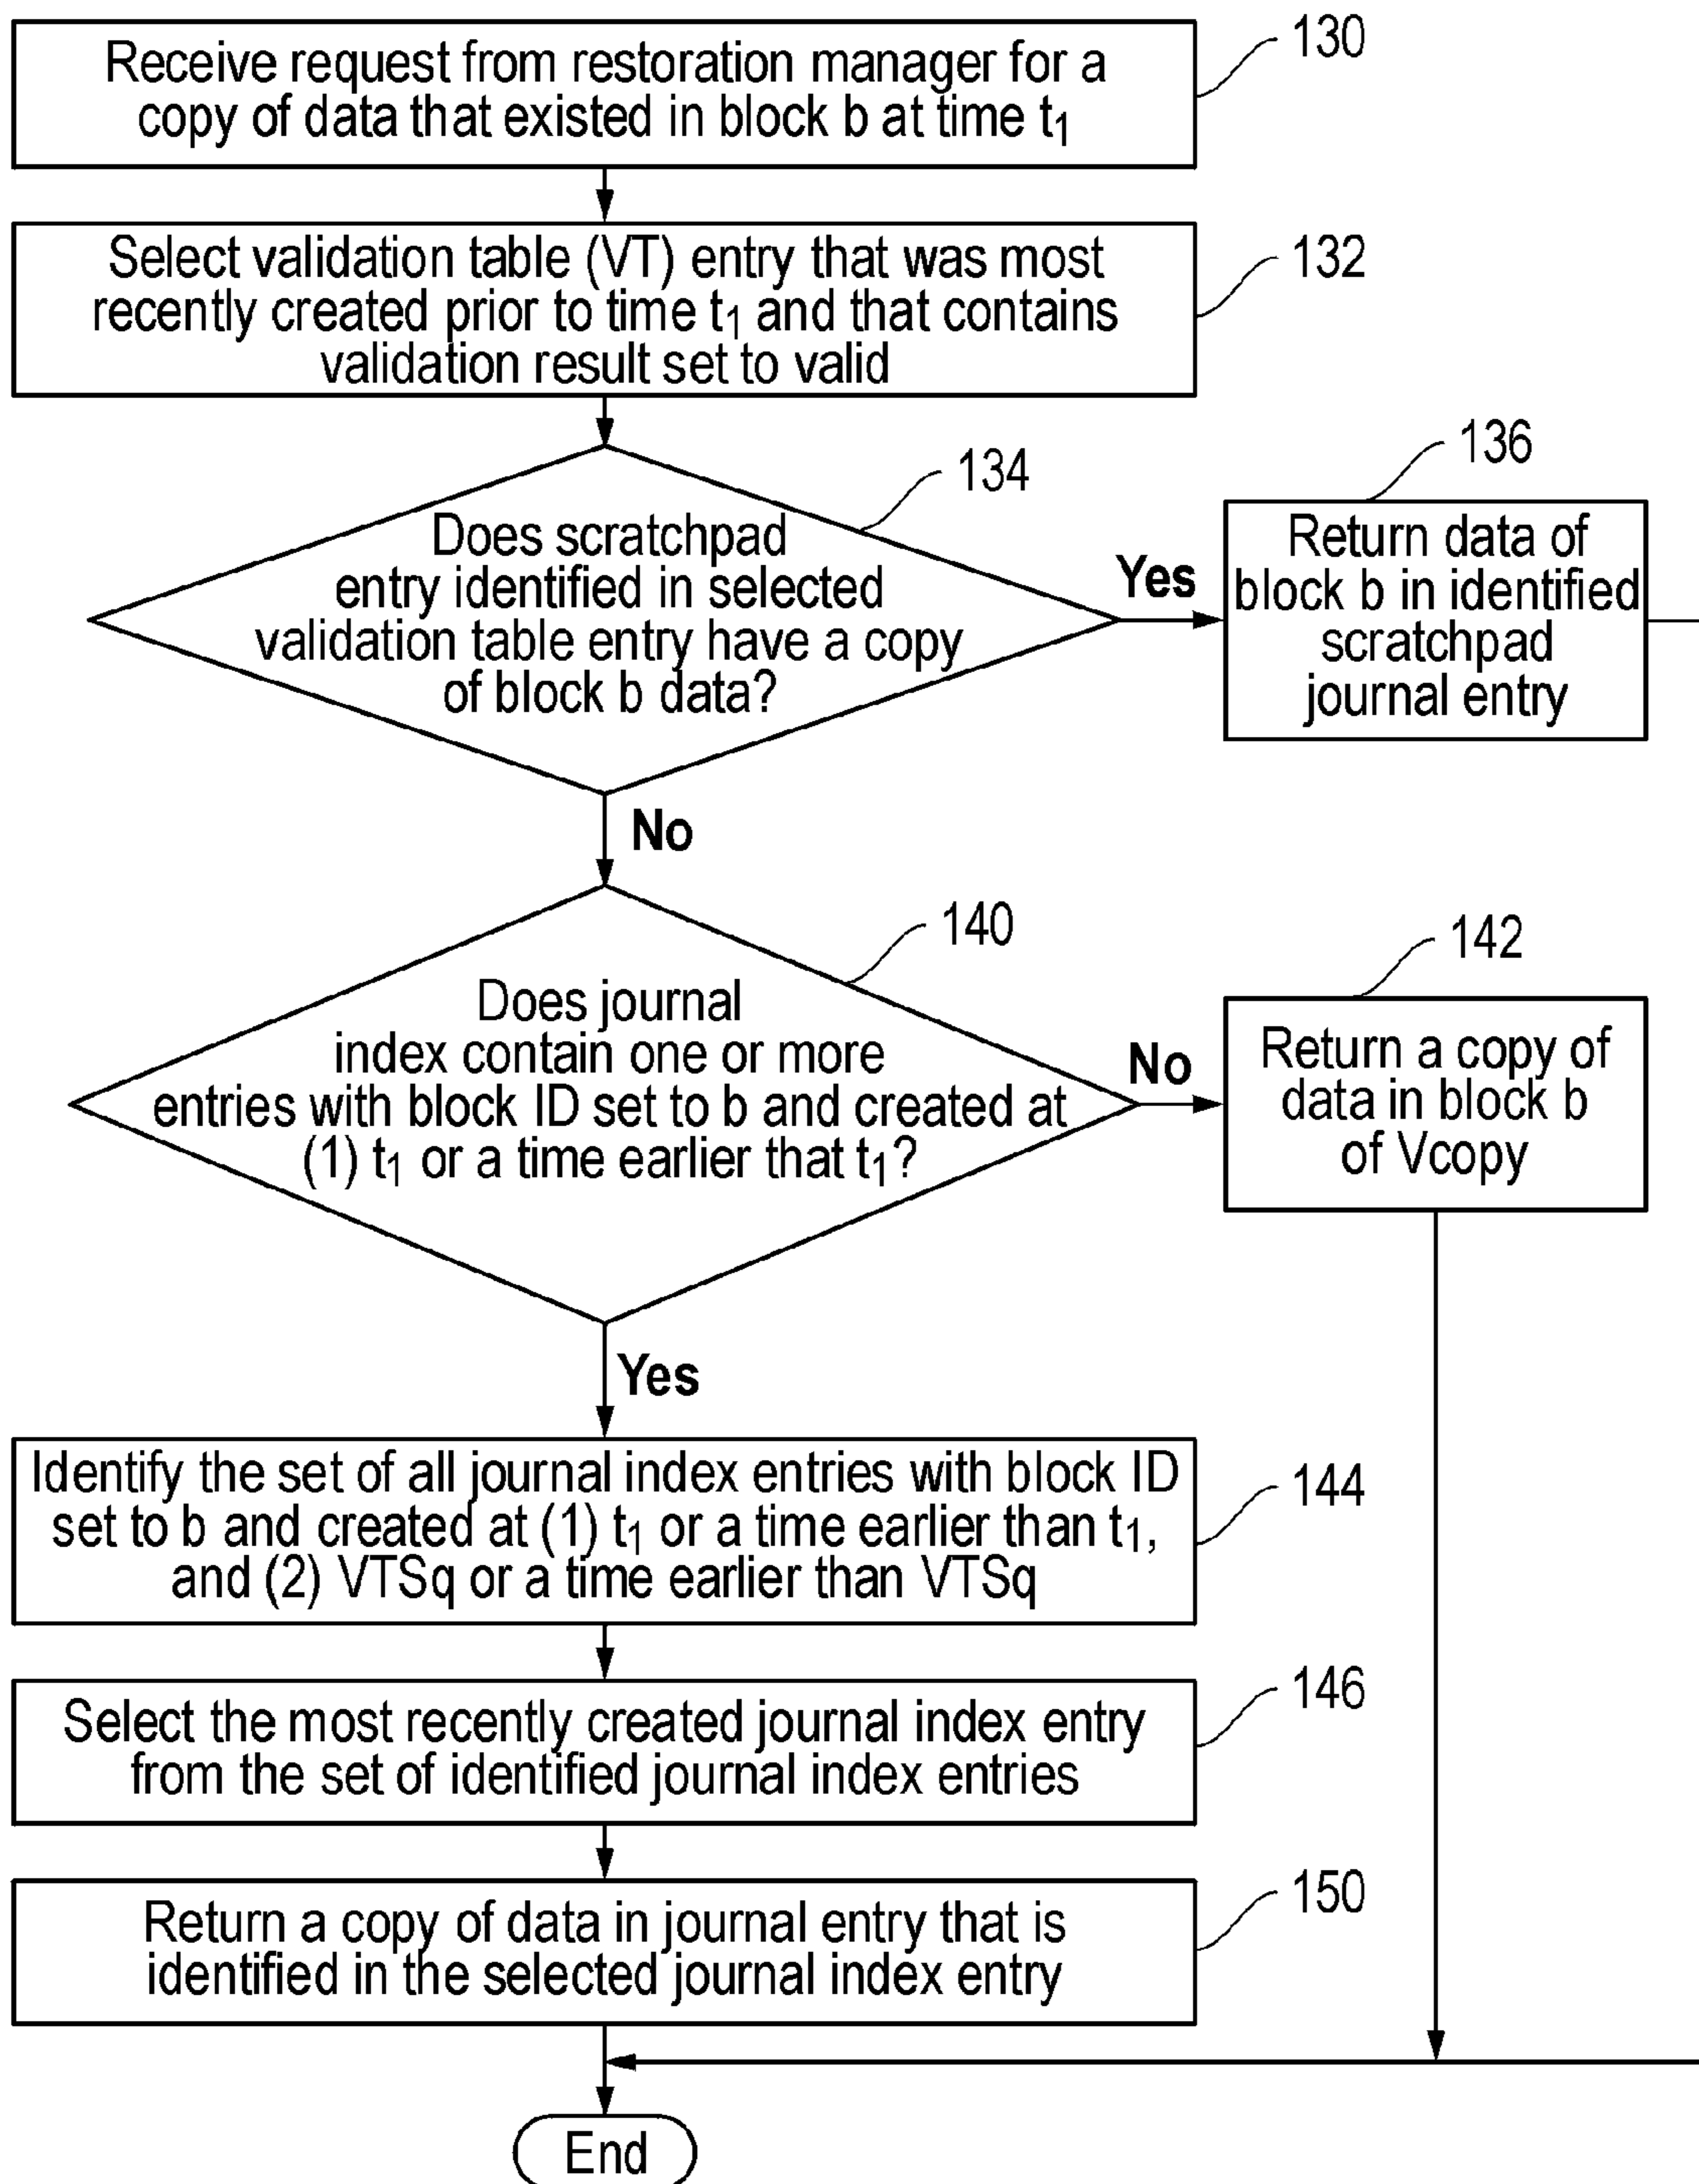 Receive request from restoration manager for a
copy of data that existed in block b at time t1
130
Select validation table (VT) entry that was most
recently created prior to time t1 and that contains
validation result set to valid
132
Does scratchpad
entry identified in selected
validation table entry have a copy
of block b data?
134
Yes
Return data of
block b in identified
scratchpad
journal entry
136
No
Does journal
index contain one or more
entries with block ID set to b and created at
(1) t1 or a time earlier that t1?
140
No
Return a copy of
data in block b
of Vcopy
142
Yes
Identify the set of all journal index entries with block ID
set to b and created at (1) t1 or a time earlier than t1,
and (2) VTSq or a time earlier than VTSq
144
Select the most recently created journal index entry
from the set of identified journal index entries
146
Return a copy of data in journal entry that is
identified in the selected journal index entry
150
End